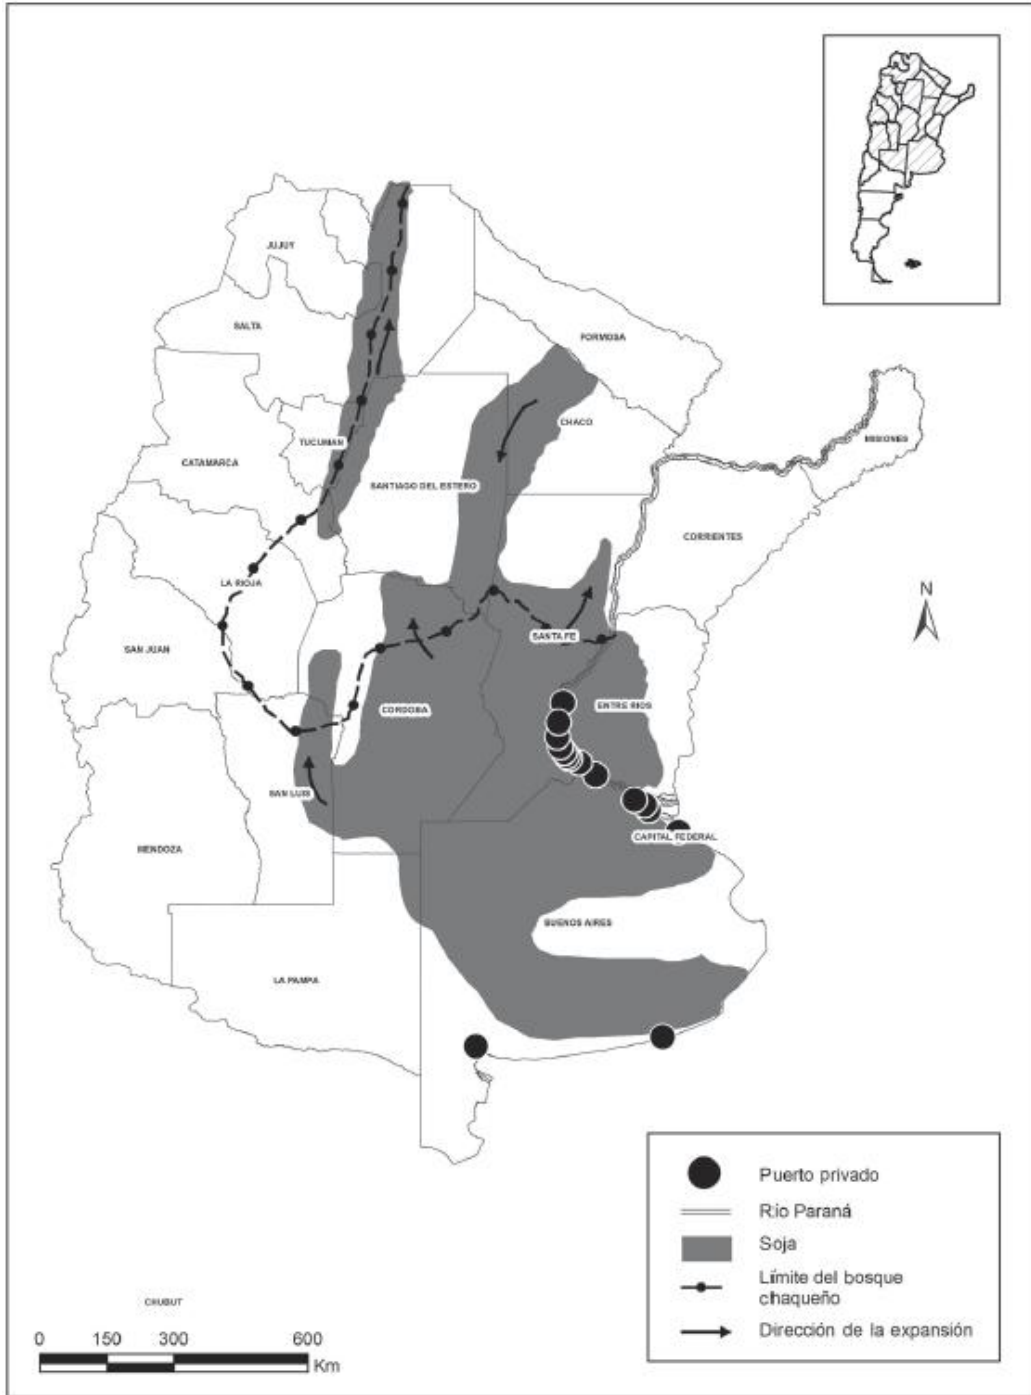 JUJUY
SALTA
FORMOSA
TUCUMAN
CHACO
MISIONES
CATAMARCA
SANTIAGO DEL ESTERO
CORRIENTES
LA RIOJA
N
SANTA FE
SAN JUAN
CORDOBA
ENTRE RIOS
SAN LUIS
CAPITAL FEDERAL
MENDOZA
BUENOS AIRES
LA PAMPA
Puerto privado
Río Paraná
Soja
Límite del bosque
chaqueño
Dirección de la expansión
CHUBUT
0 150 300 600
Km